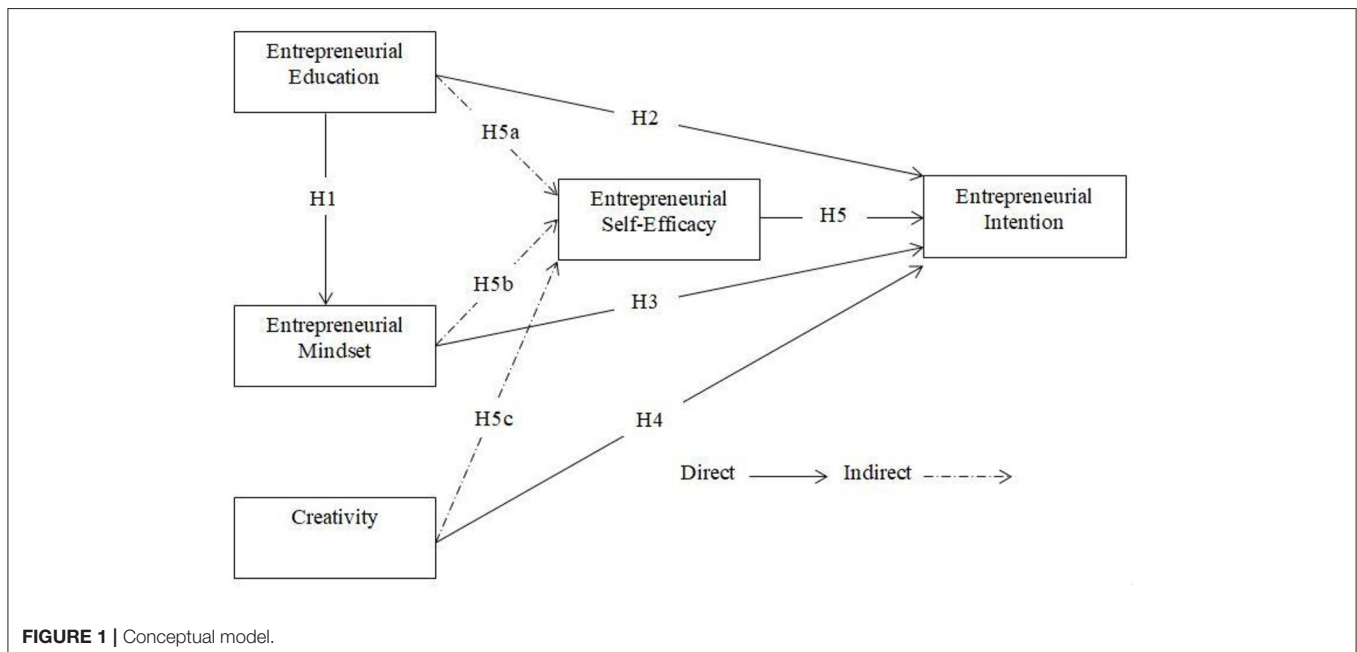 Entrepreneurial
Education
H2
H5a
H1
Entrepreneurial
Self-Efficacy
H5
Entrepreneurial
Intention
H5b
H3
Entrepreneurial
Mindset
H5c
H4
Direct
Indirect
Creativity
FIGURE 1 | Conceptual model.